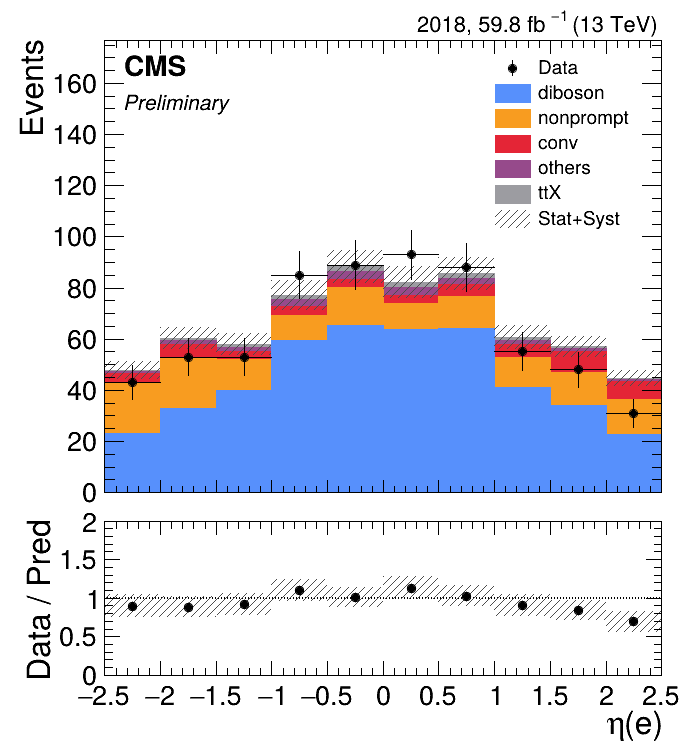 2018, 59.8 fb⁻¹ (13 TeV)
CMS
Preliminary
Events
160
140
120
100
80
60
40
20
0
Data
diboson
nonprompt
conv
others
ttX
Stat+Syst
Data / Pred
2
1.5
1
0.5
0
−2.5 −2 −1.5 −1 −0.5 0 0.5 1 1.5 2 2.5
η(e)